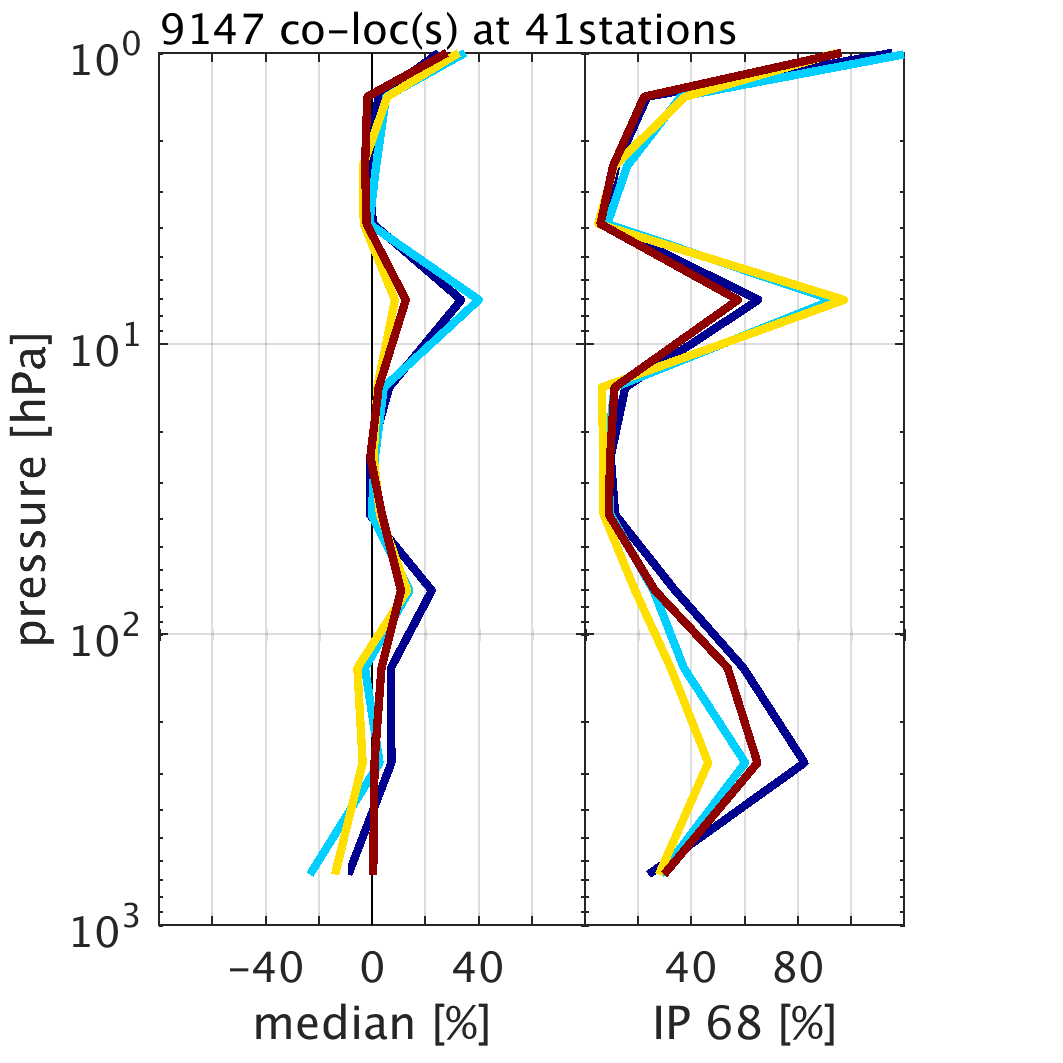 9147 co-loc(s) at 41stations
10^0
10^1
10^2
10^3
pressure [hPa]
-40 0 40 40 80
median [%] IP 68 [%]